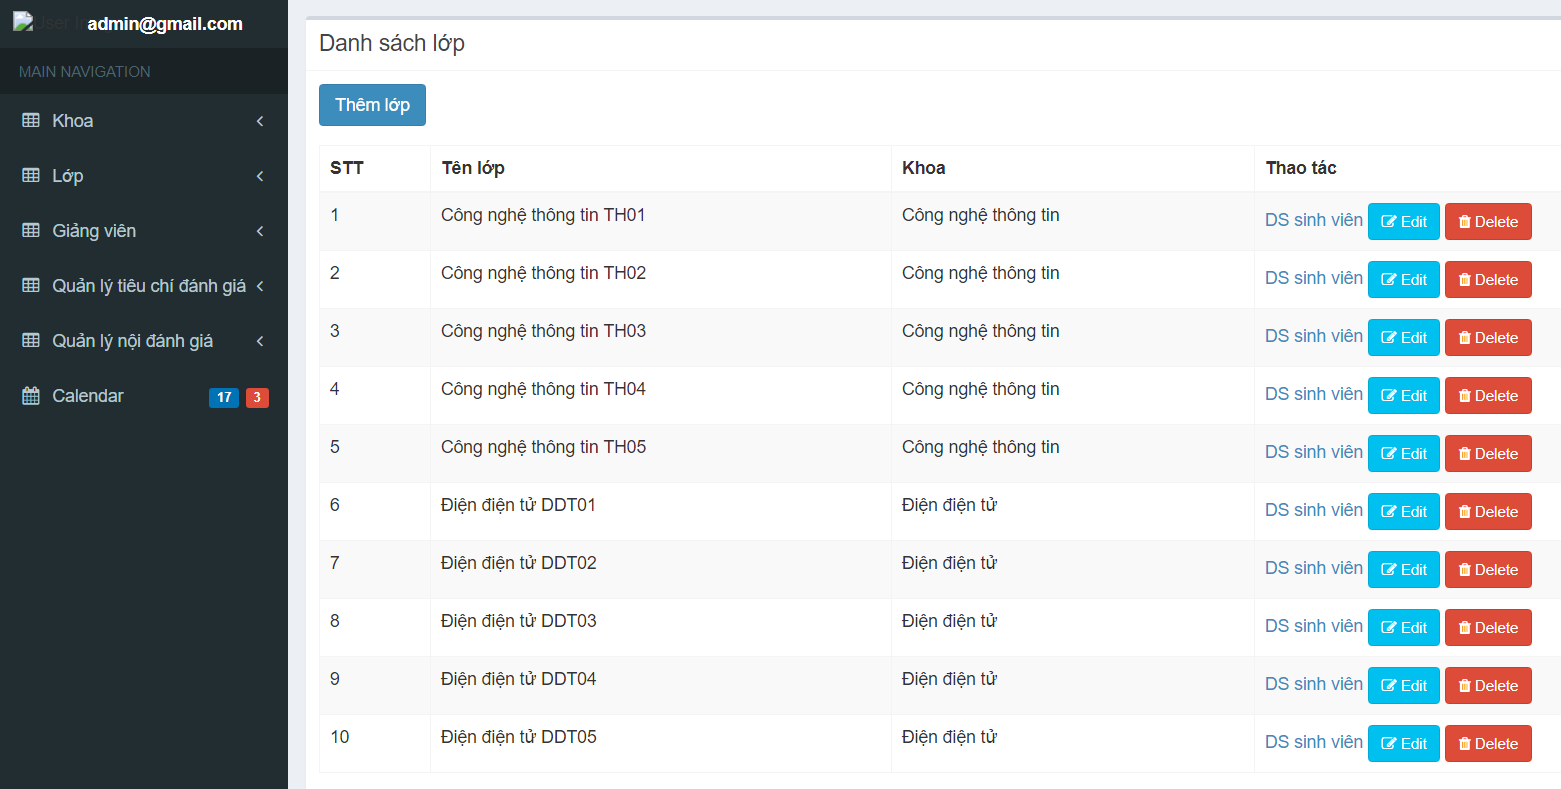 admin@gmail.com
MAIN NAVIGATION
Khoa
Lớp
Giảng viên
Quản lý tiêu chí đánh giá
Quản lý nội đánh giá
Calendar 17 3
Danh sách lớp
Thêm lớp
STT Tên lớp Khoa Thao tác
1 Công nghệ thông tin TH01 Công nghệ thông tin DS sinh viên Edit Delete
2 Công nghệ thông tin TH02 Công nghệ thông tin DS sinh viên Edit Delete
3 Công nghệ thông tin TH03 Công nghệ thông tin DS sinh viên Edit Delete
4 Công nghệ thông tin TH04 Công nghệ thông tin DS sinh viên Edit Delete
5 Công nghệ thông tin TH05 Công nghệ thông tin DS sinh viên Edit Delete
6 Điện điện tử DDT01 Điện điện tử DS sinh viên Edit Delete
7 Điện điện tử DDT02 Điện điện tử DS sinh viên Edit Delete
8 Điện điện tử DDT03 Điện điện tử DS sinh viên Edit Delete
9 Điện điện tử DDT04 Điện điện tử DS sinh viên Edit Delete
10 Điện điện tử DDT05 Điện điện tử DS sinh viên Edit Delete